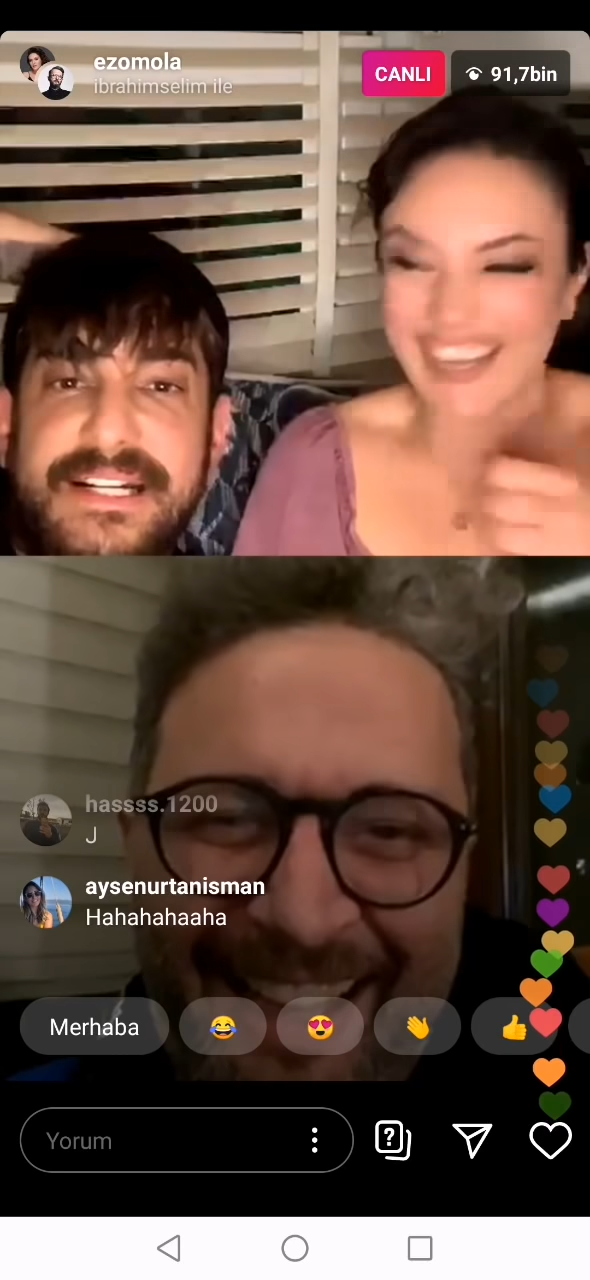 ezomola
ibrahimselim ile
CANLI
91,7bin
hassss.1200
J
aysenurtanisman
Hahahahaaha
Merhaba
Yorum